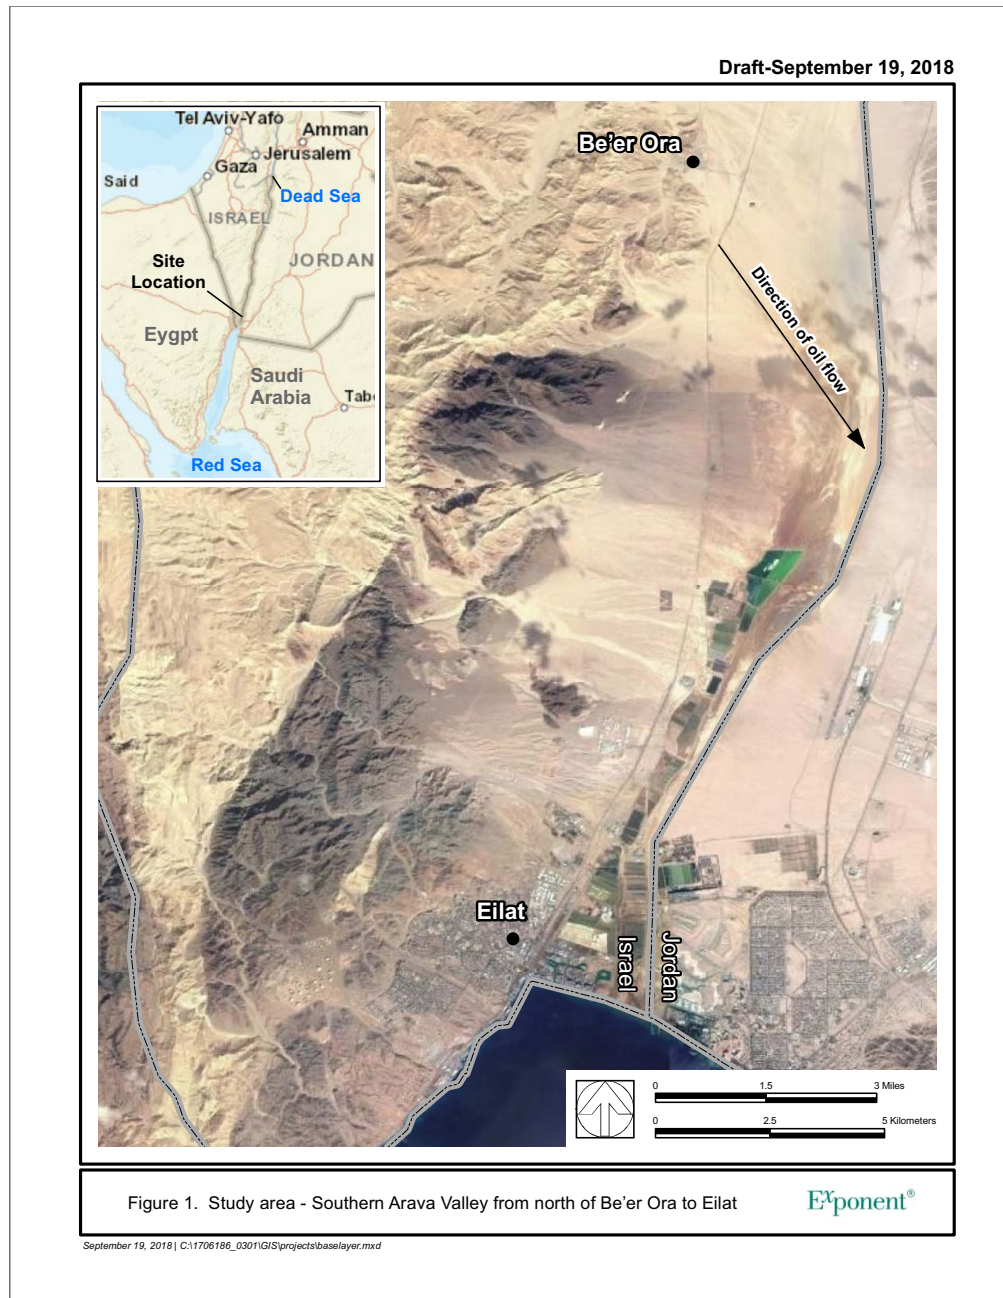 Draft-September 19, 2018
Tel Aviv-Yafo
Amman
Jerusalem
Gaza
Said
Dead Sea
ISRAEL
JORDAN
Site
Location
Eygpt
Saudi
Arabia
Tab
Red Sea
Be'er Ora
Direction of oil flow
Eilat
Israel
Jordan
0 1.5 3 Miles
0 2.5 5 Kilometers
Figure 1. Study area - Southern Arava Valley from north of Be'er Ora to Eilat
Exponent®
September 19, 2018 | C:\1706186_0301\GIS\projects\baselayer.mxd